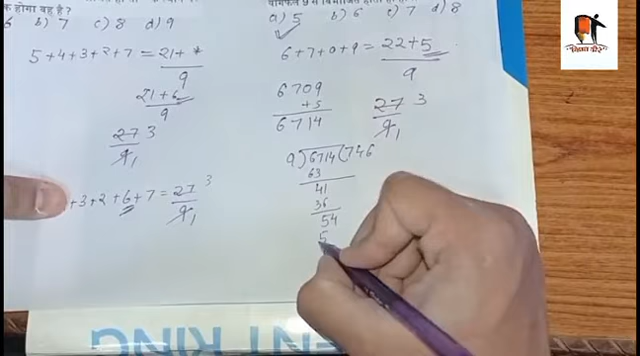 क होगा वह है?
6 b) 7 c) 8 d) 9
5+4+3+2+7 = 21+*
9
21+6
9
27 3
9 1
+3+2+6+7 = 27 3
9 1
a) 5 b) 6 c) 7 d) 8
6+7+0+9 = 22+5
9
6709
+5
6714
27 3
9 1
9) 6714 (746
63
41
36
54
5